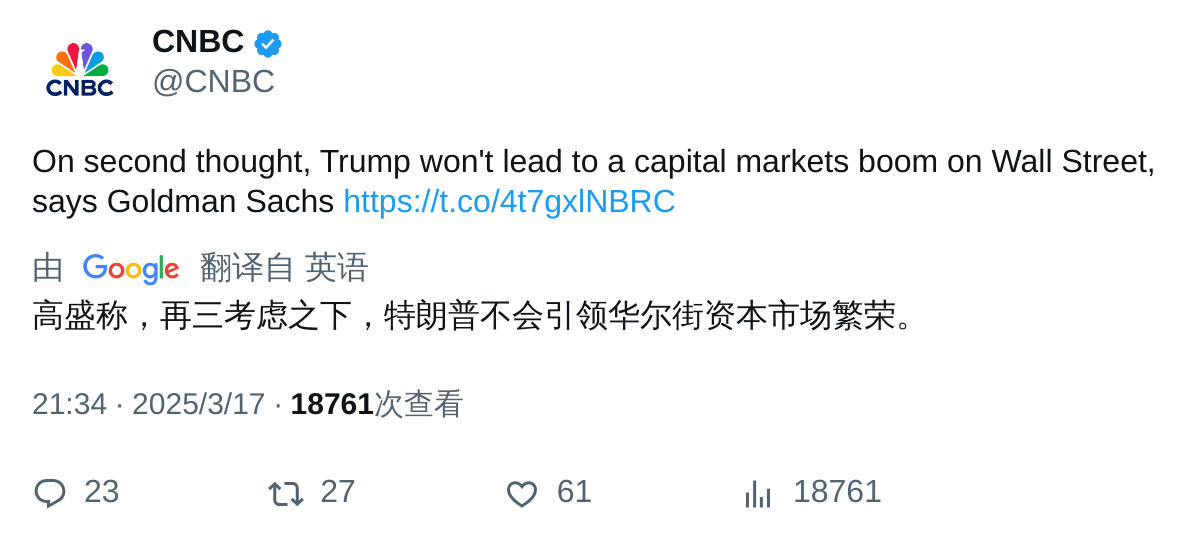 CNBC
CNBC
@CNBC
On second thought, Trump won't lead to a capital markets boom on Wall Street,
says Goldman Sachs https://t.co/4t7gxlNBRC
由 Google 翻译自 英语
高盛称，再三考虑之下，特朗普不会引领华尔街资本市场繁荣。
21:34 · 2025/3/17 · 18761次查看
23 27 61 18761